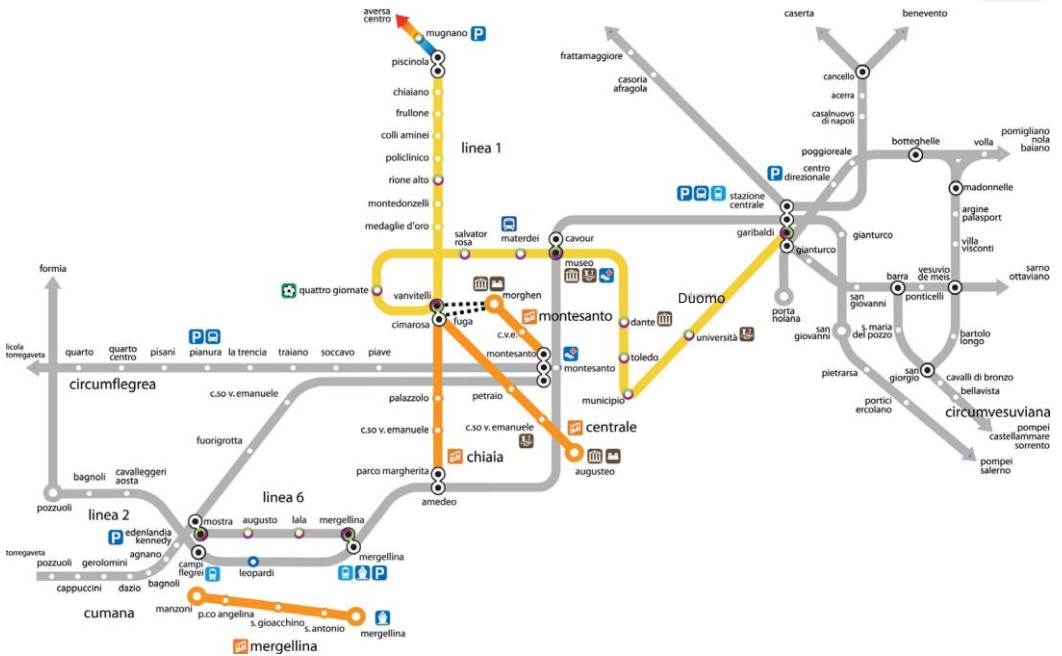 aversa
centro
mugnano
P
piscinola
chiaiano
frullone
colli aminei
policlinico
linea 1
rione alto
montedonzelli
medaglie d'oro
salvator
rosa
materdei
cavour
museo
quattro giornate
vanvitelli
cimarosa
fuga
morghen
montesanto
c.v.e.
montesanto
montesanto
dante
toledo
municipio
università
Duomo
caserta
benevento
frattamaggiore
casoria
afragola
cancello
acerra
casalnuovo
di napoli
poggioreale
botteghelle
volla
pomigliano
nola
baiano
P
centro
direzionale
madonnelle
P
stazione
centrale
argine
palasport
garibaldi
gianturco
gianturco
villa
visconti
barra
vesuvio
de meis
ponticelli
sarno
ottaviano
san
giovanni
porta
nolana
san
giovanni
s. maria
del pozzo
bartolo
longo
pietrarsa
san
giorgio
cavalli di bronzo
bellavista
portici
ercolano
circumvesuviana
pompei
castellammare
sorrento
pompei
salerno
formia
licola
torregaveta
quarto
quarto
centro
pisani
P
pianura
la trencia
traiano
soccavo
piave
circumflegrea
c.so v. emanuele
palazzolo
petraio
c.so v. emanuele
c.so v. emanuele
centrale
fuorigrotta
chiaia
augusteo
parco margherita
amedeo
bagnoli
cavalleggeri
aosta
pozzuoli
linea 2
linea 6
P
edenlandia
kennedy
mostra
augusto
lala
mergellina
mergellina
agnano
torregaveta
pozzuoli
gerolomini
campi
flegrei
leopardi
P
cappuccini
dazio
bagnoli
cumana
manzoni
p.co angelina
s. gioacchino
s. antonio
mergellina
mergellina